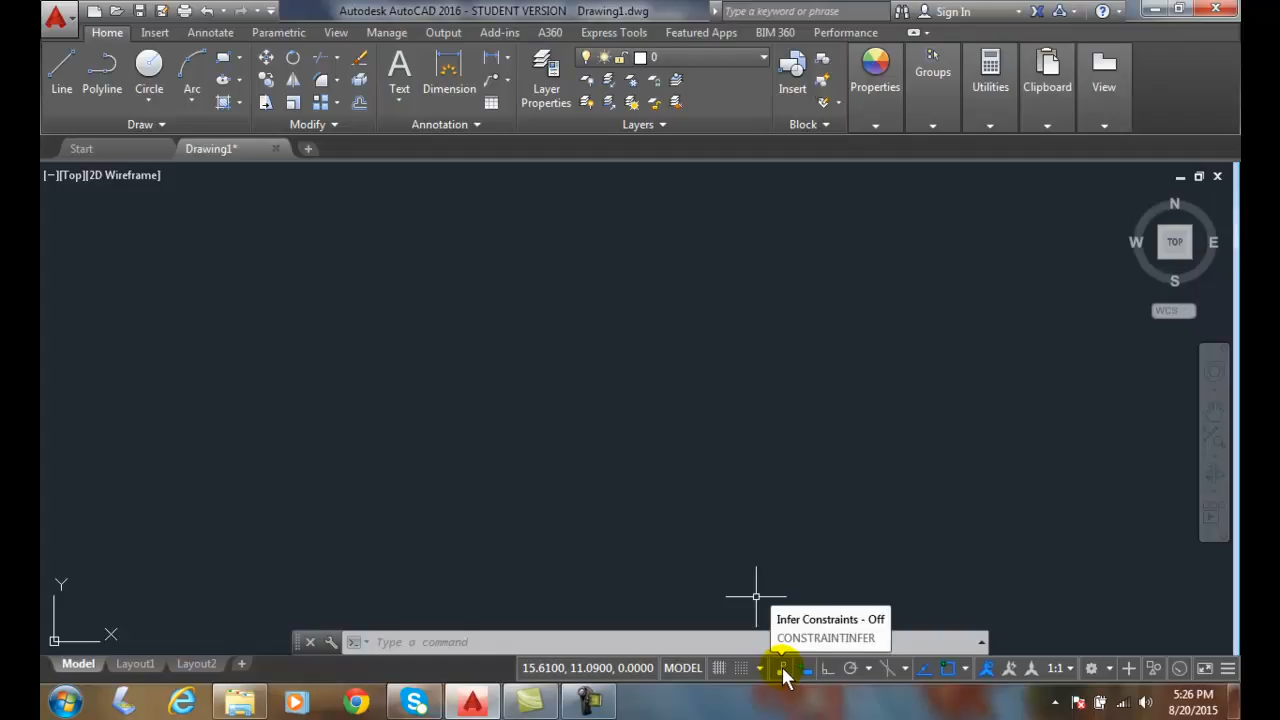 Autodesk AutoCAD 2016 - STUDENT VERSION Drawing1.dwg
Type a keyword or phrase
Sign In
Home Insert Annotate Parametric View Manage Output Add-ins A360 Express Tools Featured Apps BIM 360 Performance
0
Line Polyline Circle Arc Text Dimension Layer Properties Insert Properties Groups Utilities Clipboard View
Draw Modify Annotation Layers Block
Start Drawing1*
[−][Top][2D Wireframe]
N
W TOP E
S
WCS
Y
X
Infer Constraints - Off
CONSTRAINTINFER
Type a command
Model Layout1 Layout2
15.6100, 11.0900, 0.0000 MODEL 1:1
5:26 PM
8/20/2015